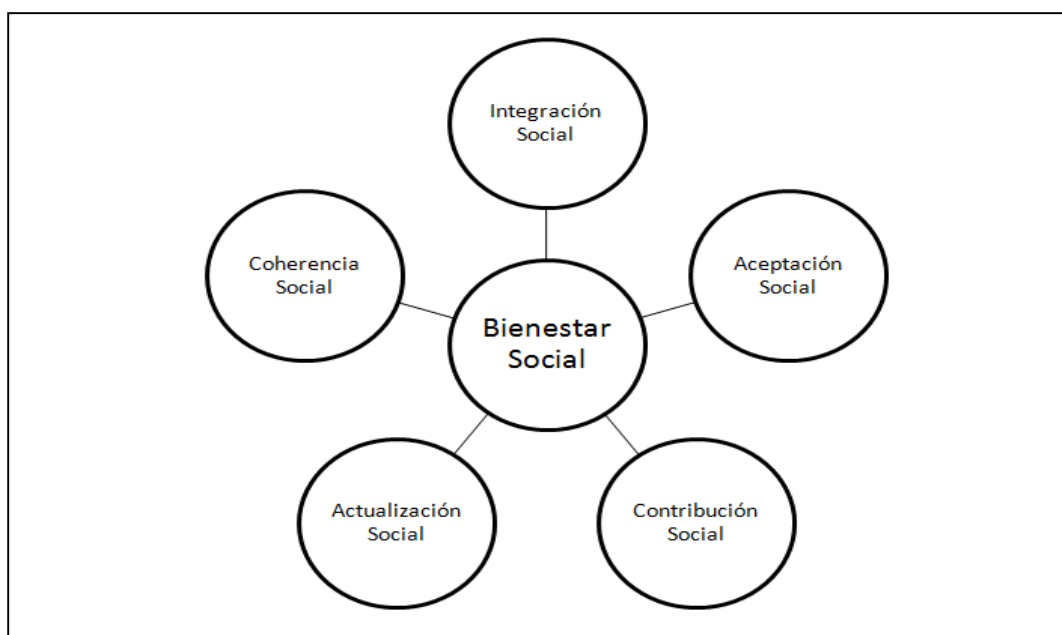 Integración
Social
Coherencia
Social
Aceptación
Social
Bienestar
Social
Actualización
Social
Contribución
Social